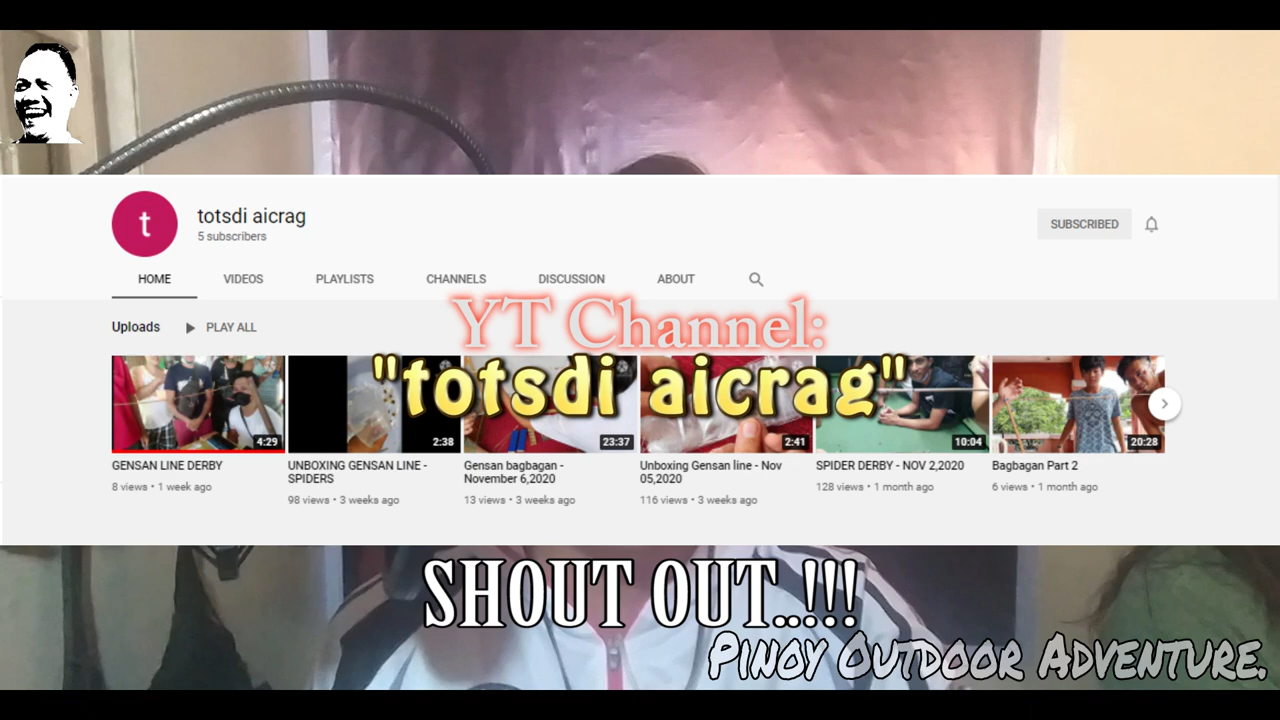 t
totsdi aicrag
5 subscribers
SUBSCRIBED
HOME VIDEOS PLAYLISTS CHANNELS DISCUSSION ABOUT
YT Channel:
Uploads PLAY ALL
"totsdi aicrag"
4:29 2:38 23:37 2:41 10:04 20:28
GENSAN LINE DERBY
8 views • 1 week ago
UNBOXING GENSAN LINE -
SPIDERS
98 views • 3 weeks ago
Gensan bagbagan -
November 6,2020
13 views • 3 weeks ago
Unboxing Gensan line - Nov
05,2020
116 views • 3 weeks ago
SPIDER DERBY - NOV 2,2020
128 views • 1 month ago
Bagbagan Part 2
6 views • 1 month ago
SHOUT OUT..!!!
PINOY OUTDOOR ADVENTURE.